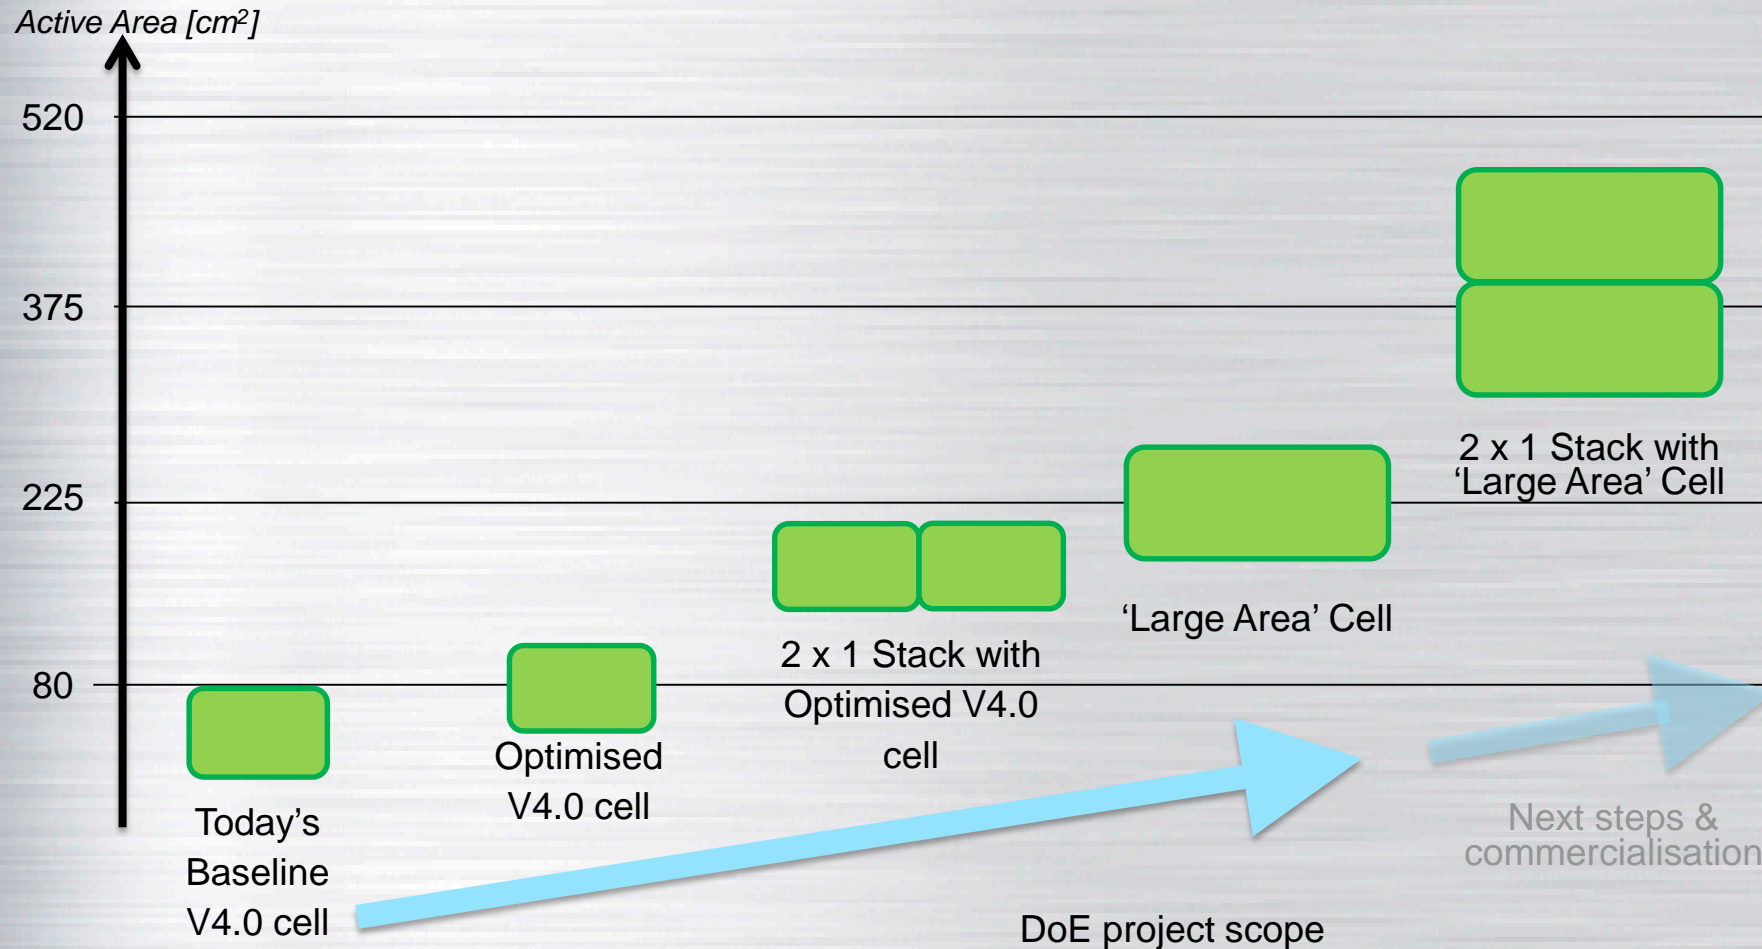 Active Area [cm²]
520
375
225
80
Today’s
Baseline
V4.0 cell
Optimised
V4.0 cell
2 x 1 Stack with
Optimised V4.0
cell
‘Large Area’ Cell
2 x 1 Stack with
‘Large Area’ Cell
Next steps &
commercialisation
DoE project scope